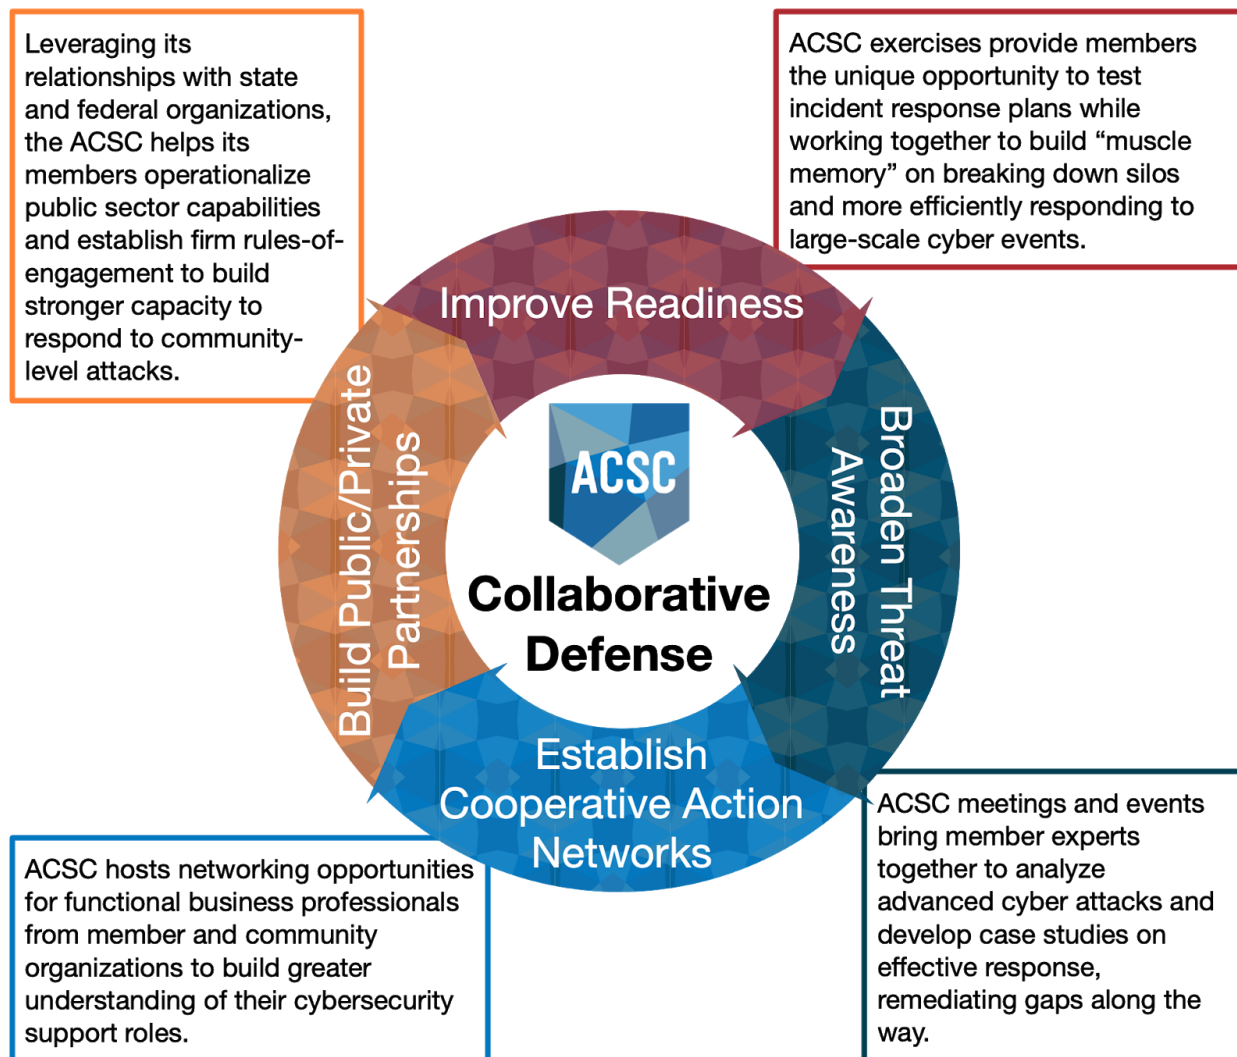 Leveraging its
relationships with state
and federal organizations,
the ACSC helps its
members operationalize
public sector capabilities
and establish firm rules-of-
engagement to build
stronger capacity to
respond to community-
level attacks.
ACSC exercises provide members
the unique opportunity to test
incident response plans while
working together to build “muscle
memory” on breaking down silos
and more efficiently responding to
large-scale cyber events.
Improve Readiness
Broaden Threat
Awareness
Establish
Cooperative Action
Networks
Build Public/Private
Partnerships
ACSC
Collaborative
Defense
ACSC hosts networking opportunities
for functional business professionals
from member and community
organizations to build greater
understanding of their cybersecurity
support roles.
ACSC meetings and events
bring member experts
together to analyze
advanced cyber attacks and
develop case studies on
effective response,
remediating gaps along the
way.